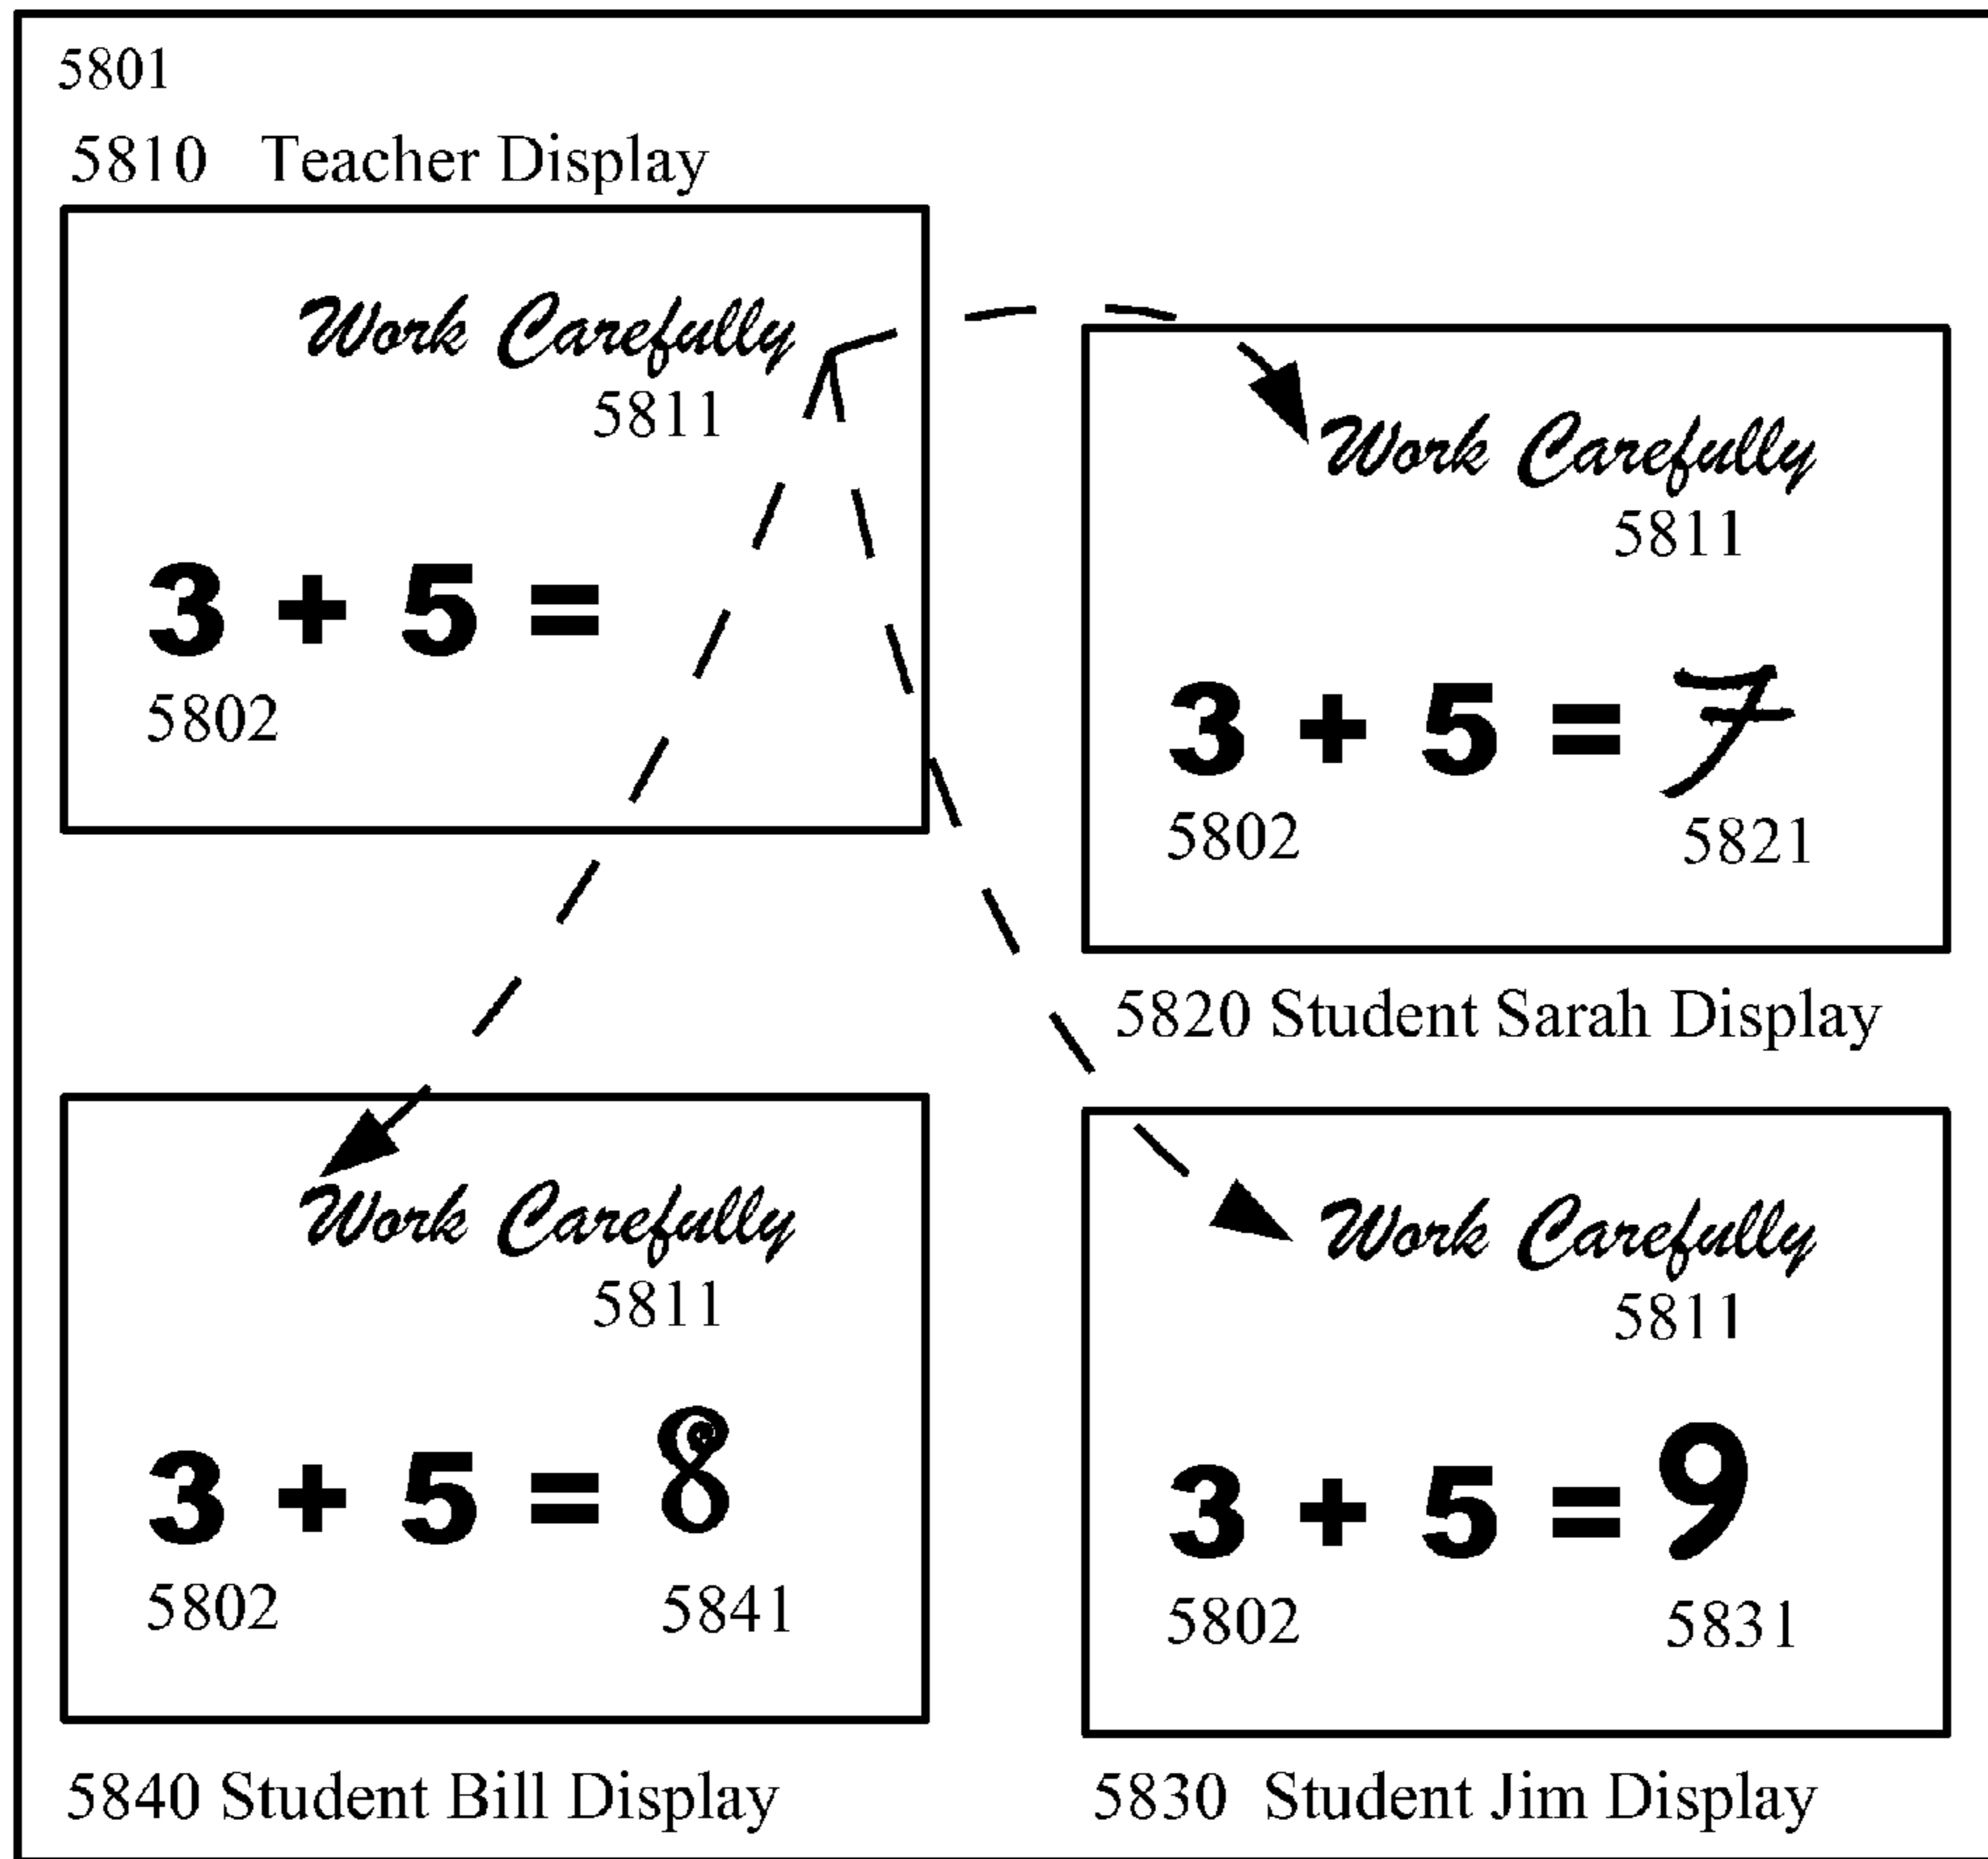 5801
5810 Teacher Display
Work Carefully
5811
3 + 5 =
5802
Work Carefully
5811
3 + 5 = 7
5802 5821
5820 Student Sarah Display
Work Carefully
5811
3 + 5 = 8
5802 5841
5840 Student Bill Display
Work Carefully
5811
3 + 5 = 9
5802 5831
5830 Student Jim Display